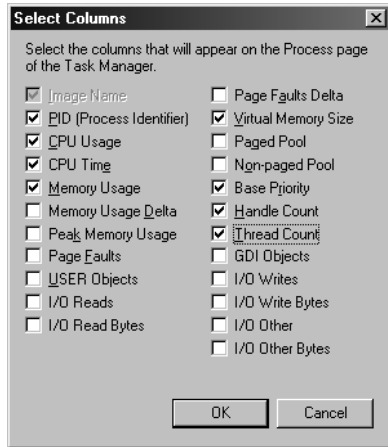 Select Columns
Select the columns that will appear on the Process page
of the Task Manager.
Image Name
PID (Process Identifier)
CPU Usage
CPU Time
Memory Usage
Memory Usage Delta
Peak Memory Usage
Page Faults
USER Objects
I/O Reads
I/O Read Bytes
Page Faults Delta
Virtual Memory Size
Paged Pool
Non-paged Pool
Base Priority
Handle Count
Thread Count
GDI Objects
I/O Writes
I/O Write Bytes
I/O Other
I/O Other Bytes
OK
Cancel